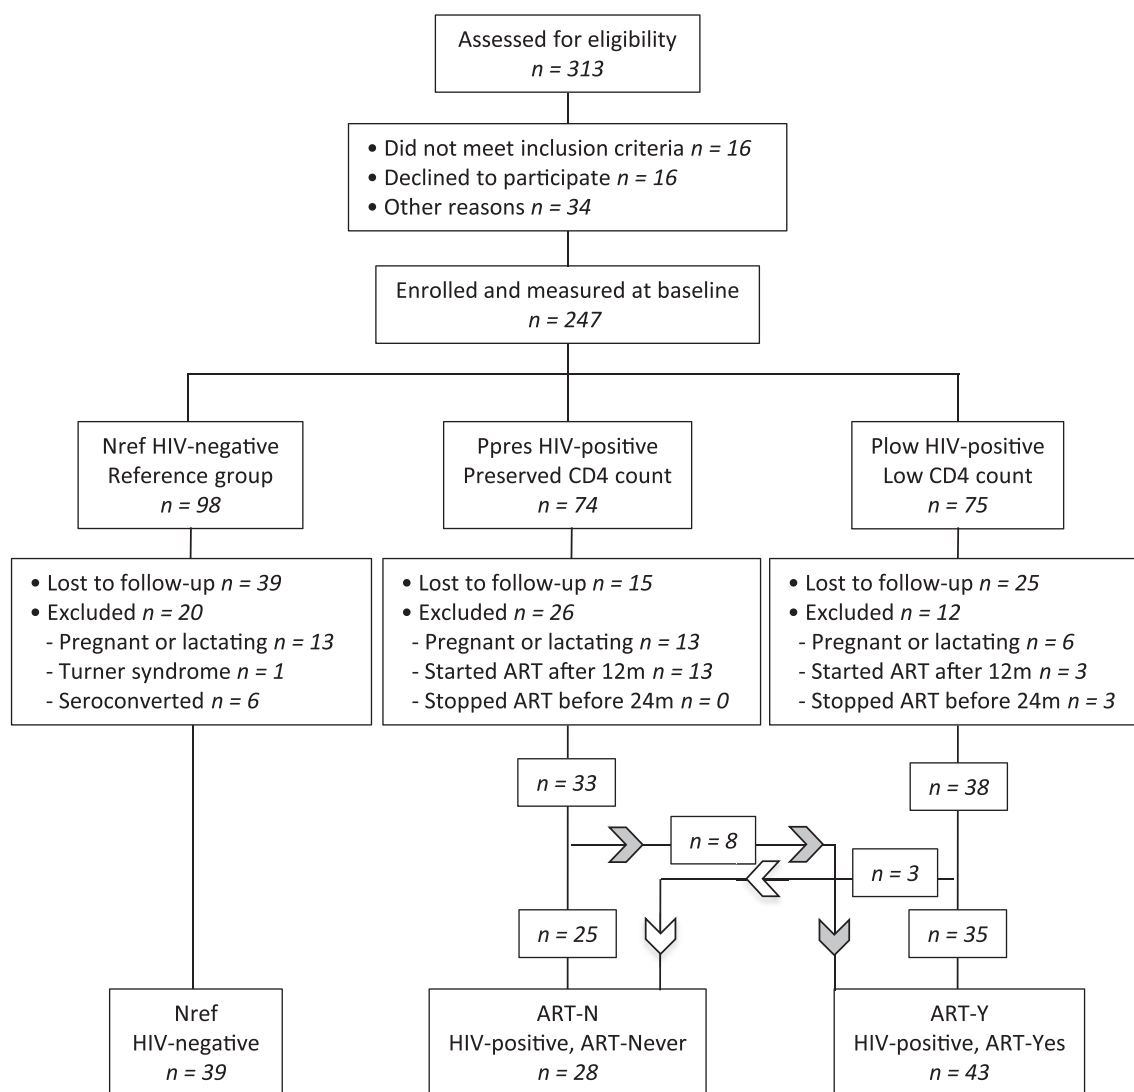 Assessed for eligibility
n = 313
• Did not meet inclusion criteria n = 16
• Declined to participate n = 16
• Other reasons n = 34
Enrolled and measured at baseline
n = 247
Nref HIV-negative
Reference group
n = 98
Ppres HIV-positive
Preserved CD4 count
n = 74
Plow HIV-positive
Low CD4 count
n = 75
• Lost to follow-up n = 39
• Excluded n = 20
- Pregnant or lactating n = 13
- Turner syndrome n = 1
- Seroconverted n = 6
• Lost to follow-up n = 15
• Excluded n = 26
- Pregnant or lactating n = 13
- Started ART after 12m n = 13
- Stopped ART before 24m n = 0
• Lost to follow-up n = 25
• Excluded n = 12
- Pregnant or lactating n = 6
- Started ART after 12m n = 3
- Stopped ART before 24m n = 3
n = 33
n = 38
n = 8
n = 3
n = 25
n = 35
Nref
HIV-negative
n = 39
ART-N
HIV-positive, ART-Never
n = 28
ART-Y
HIV-positive, ART-Yes
n = 43